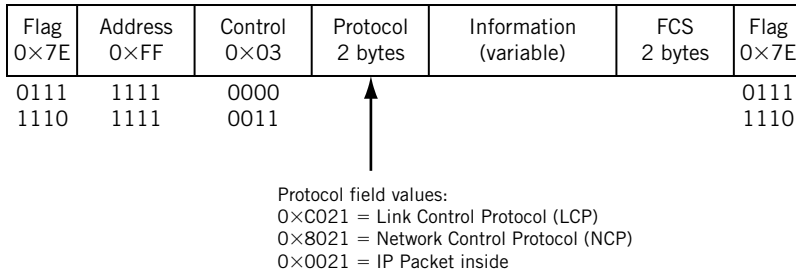 Flag Address Control Protocol Information FCS Flag
0×7E 0×FF 0×03 2 bytes (variable) 2 bytes 0×7E
0111 1111 0000 0111
1110 1111 0011 1110
Protocol field values:
0×C021 = Link Control Protocol (LCP)
0×8021 = Network Control Protocol (NCP)
0×0021 = IP Packet inside